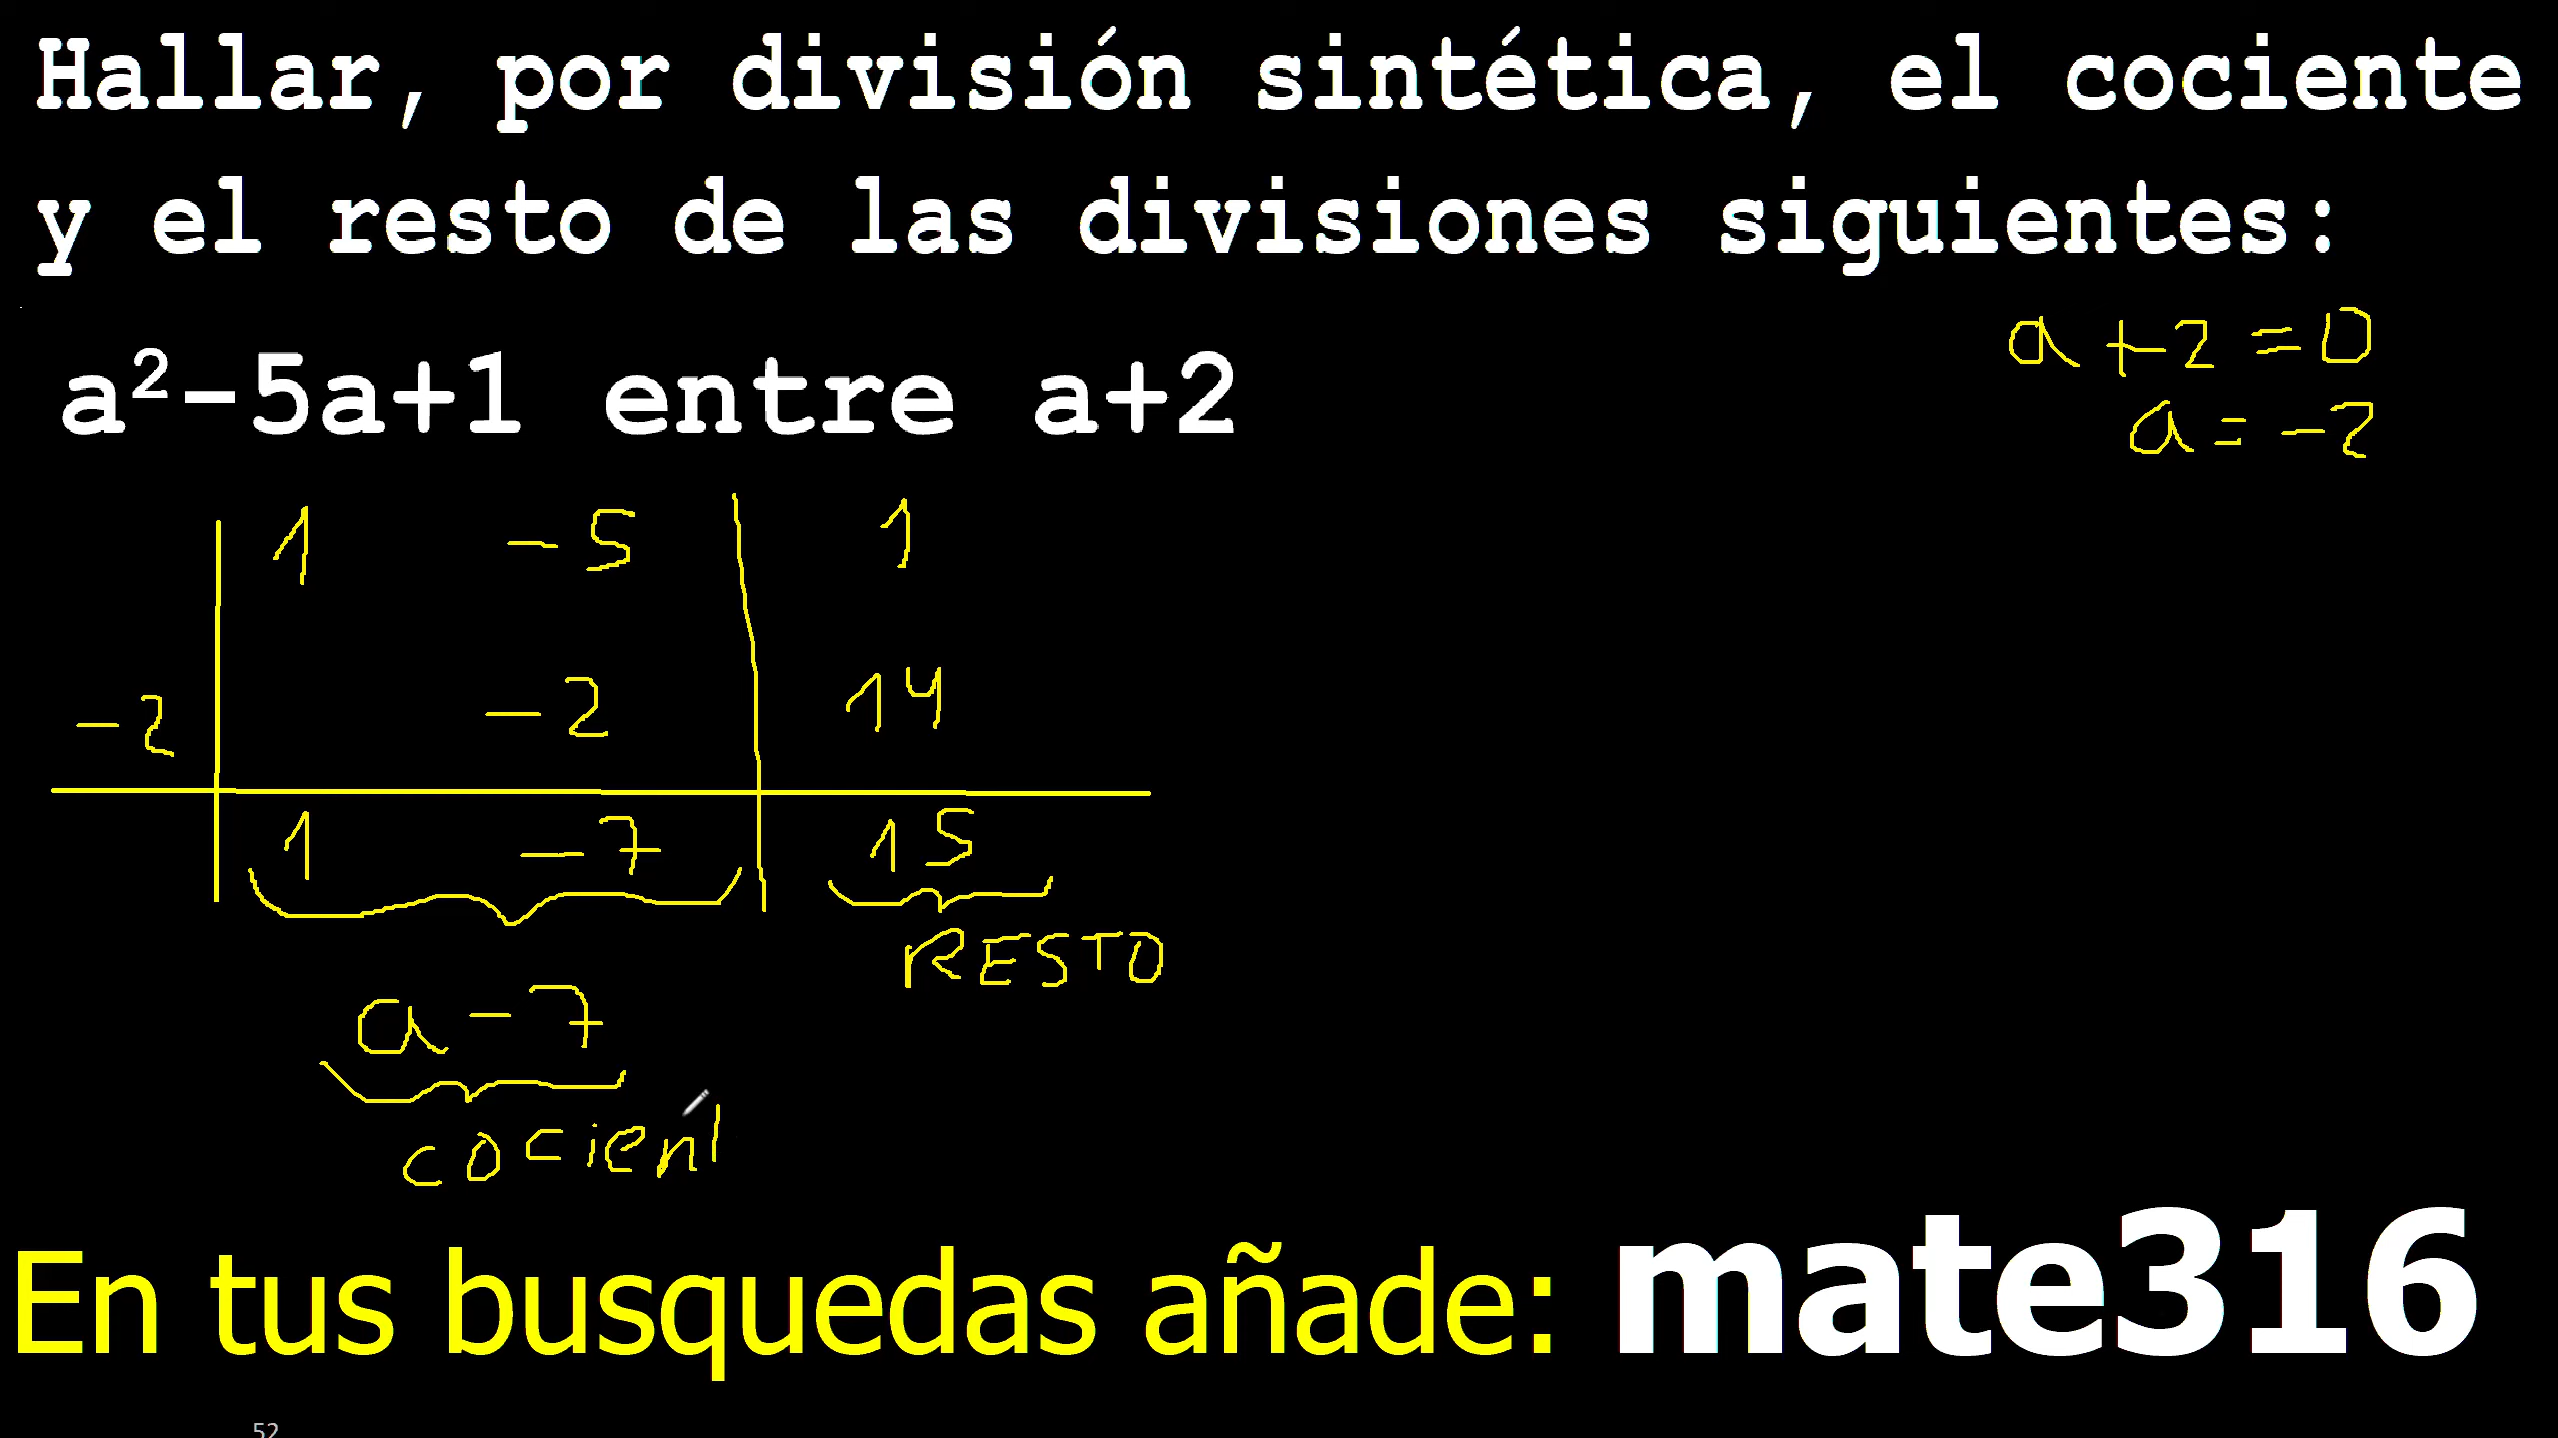 Hallar, por división sintética, el cociente
y el resto de las divisiones siguientes:
a+2=0
a²-5a+1 entre a+2
a=-2
1 -5 1
-2 -2 14
1 -7 15
RESTO
a-7
cocienl
En tus busquedas añade: mate316
52